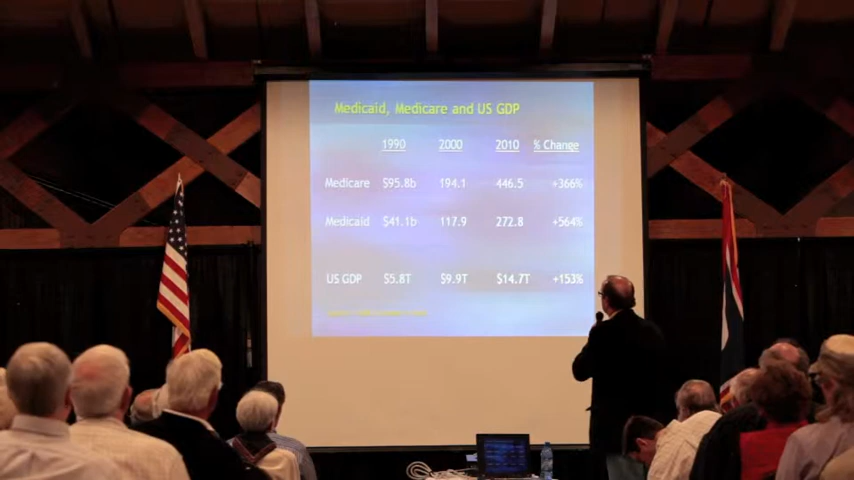 Medicaid, Medicare and US GDP
1990 2000 2010 % Change
Medicare $95.8b 194.1 446.5 +366%
Medicaid $41.1b 117.9 272.8 +564%
US GDP $5.8T $9.9T $14.7T +153%